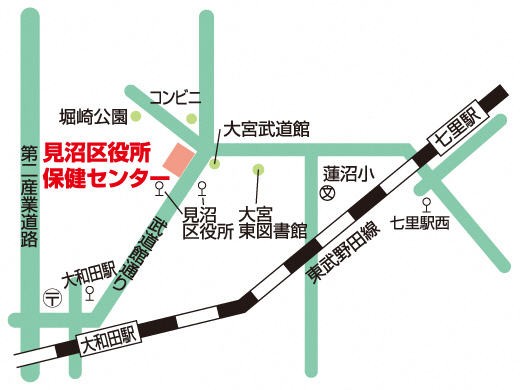 コンビニ
堀崎公園
七里駅
大宮武道館
見沼区役所
保健センター
第二産業道路
蓮沼小
文
見沼
区役所
大宮
東図書館
七里駅西
武道館通り
東武野田線
大和田駅
〒
大和田駅